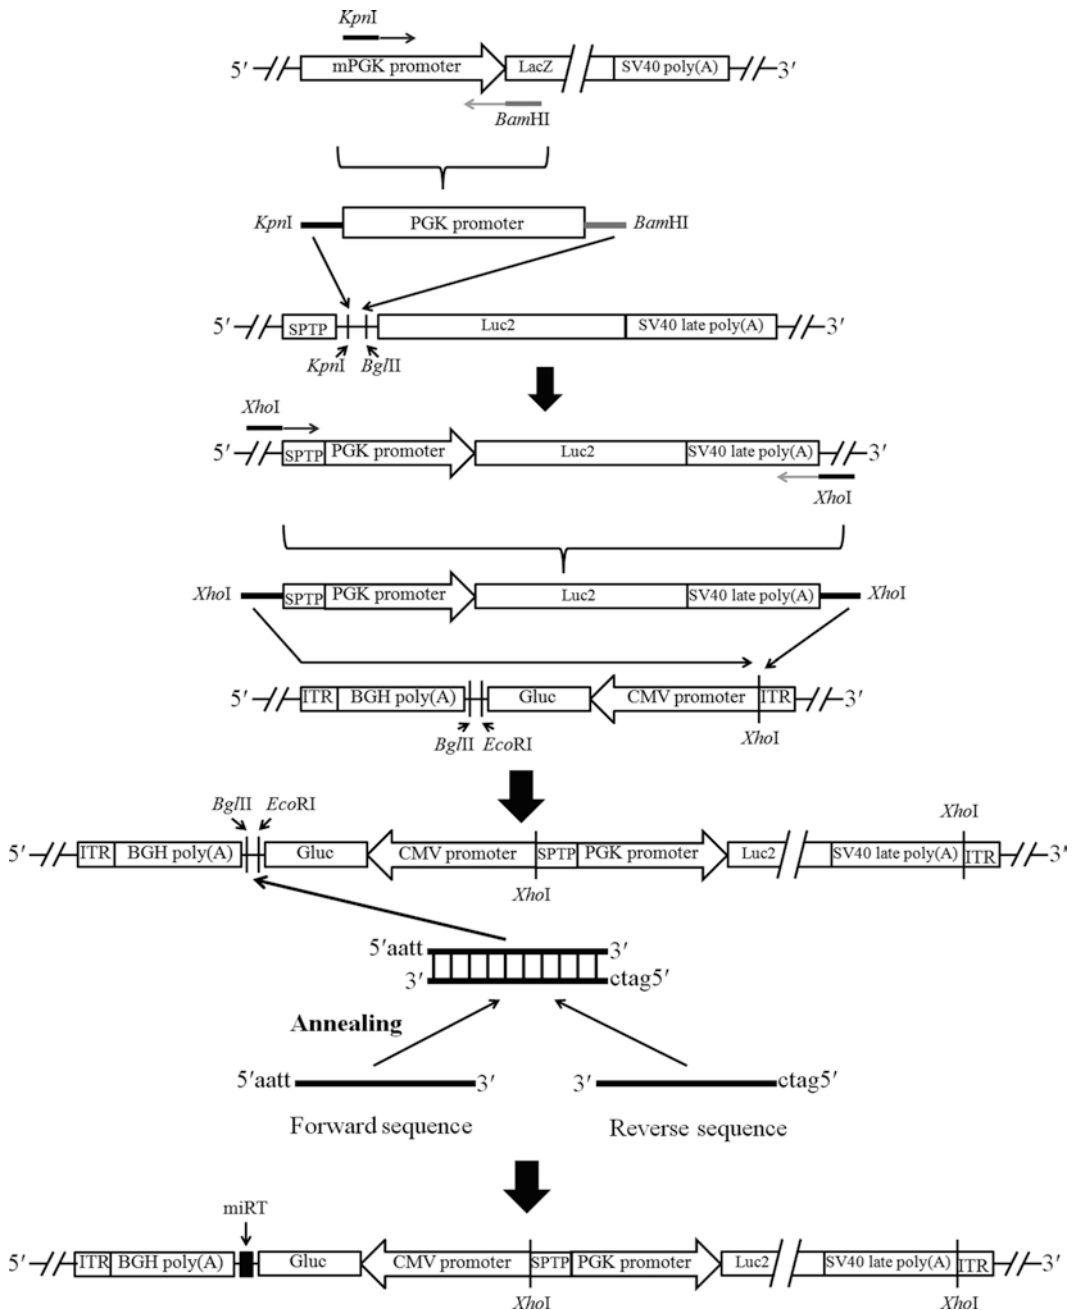 KpnI
5′ mPGK promoter LacZ SV40 poly(A) 3′
BamHI
KpnI PGK promoter BamHI
5′ SPTP Luc2 SV40 late poly(A) 3′
KpnI BglII
XhoI
5′ SPTP PGK promoter Luc2 SV40 late poly(A) 3′
XhoI
XhoI SPTP PGK promoter Luc2 SV40 late poly(A) XhoI
5′ ITR BGH poly(A) Gluc CMV promoter ITR 3′
BglII EcoRI XhoI
BglII EcoRI XhoI
5′ ITR BGH poly(A) Gluc CMV promoter SPTP PGK promoter Luc2 SV40 late poly(A) ITR 3′
XhoI
5′aatt 3′
3′ ctag5′
Annealing
5′aatt 3′ 3′ ctag5′
Forward sequence Reverse sequence
miRT
5′ ITR BGH poly(A) Gluc CMV promoter SPTP PGK promoter Luc2 SV40 late poly(A) ITR 3′
XhoI XhoI